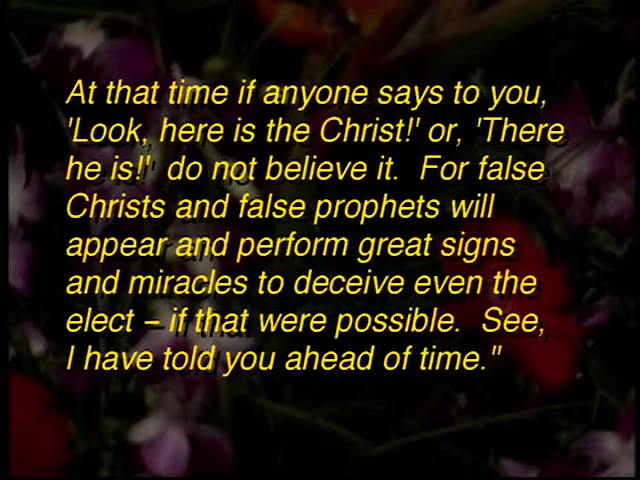 At that time if anyone says to you,
'Look, here is the Christ!' or, 'There
he is!'  do not believe it.  For false
Christs and false prophets will
appear and perform great signs
and miracles to deceive even the
elect – if that were possible.  See,
I have told you ahead of time."